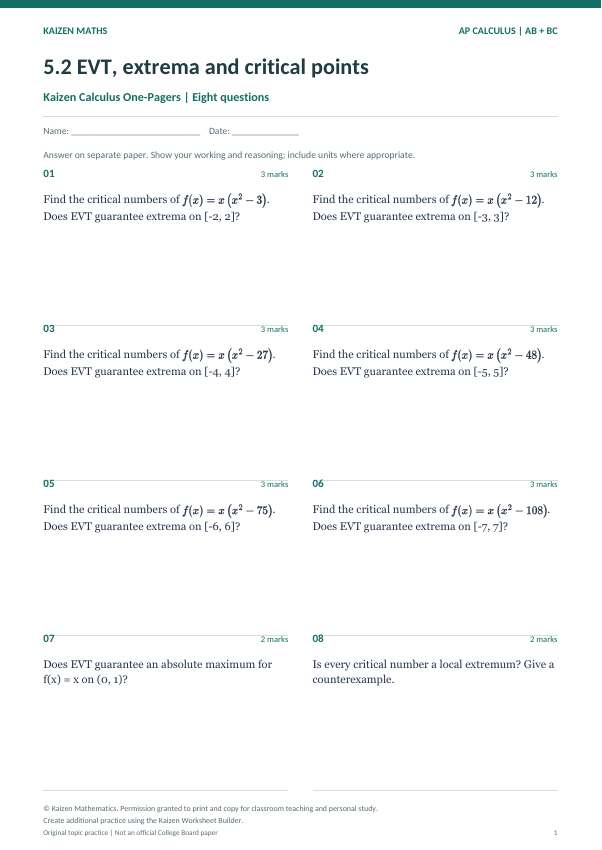 KAIZEN MATHS
AP CALCULUS | AB + BC
5.2 EVT, extrema and critical points
Kaizen Calculus One-Pagers | Eight questions
Name: ___________________________ Date: ______________
Answer on separate paper. Show your working and reasoning; include units where appropriate.
01 3 marks
Find the critical numbers of f(x) = x (x² − 3).
Does EVT guarantee extrema on [-2, 2]?
02 3 marks
Find the critical numbers of f(x) = x (x² − 12).
Does EVT guarantee extrema on [-3, 3]?
03 3 marks
Find the critical numbers of f(x) = x (x² − 27).
Does EVT guarantee extrema on [-4, 4]?
04 3 marks
Find the critical numbers of f(x) = x (x² − 48).
Does EVT guarantee extrema on [-5, 5]?
05 3 marks
Find the critical numbers of f(x) = x (x² − 75).
Does EVT guarantee extrema on [-6, 6]?
06 3 marks
Find the critical numbers of f(x) = x (x² − 108).
Does EVT guarantee extrema on [-7, 7]?
07 2 marks
Does EVT guarantee an absolute maximum for
f(x) = x on (0, 1)?
08 2 marks
Is every critical number a local extremum? Give a
counterexample.
© Kaizen Mathematics. Permission granted to print and copy for classroom teaching and personal study.
Create additional practice using the Kaizen Worksheet Builder.
Original topic practice | Not an official College Board paper
1